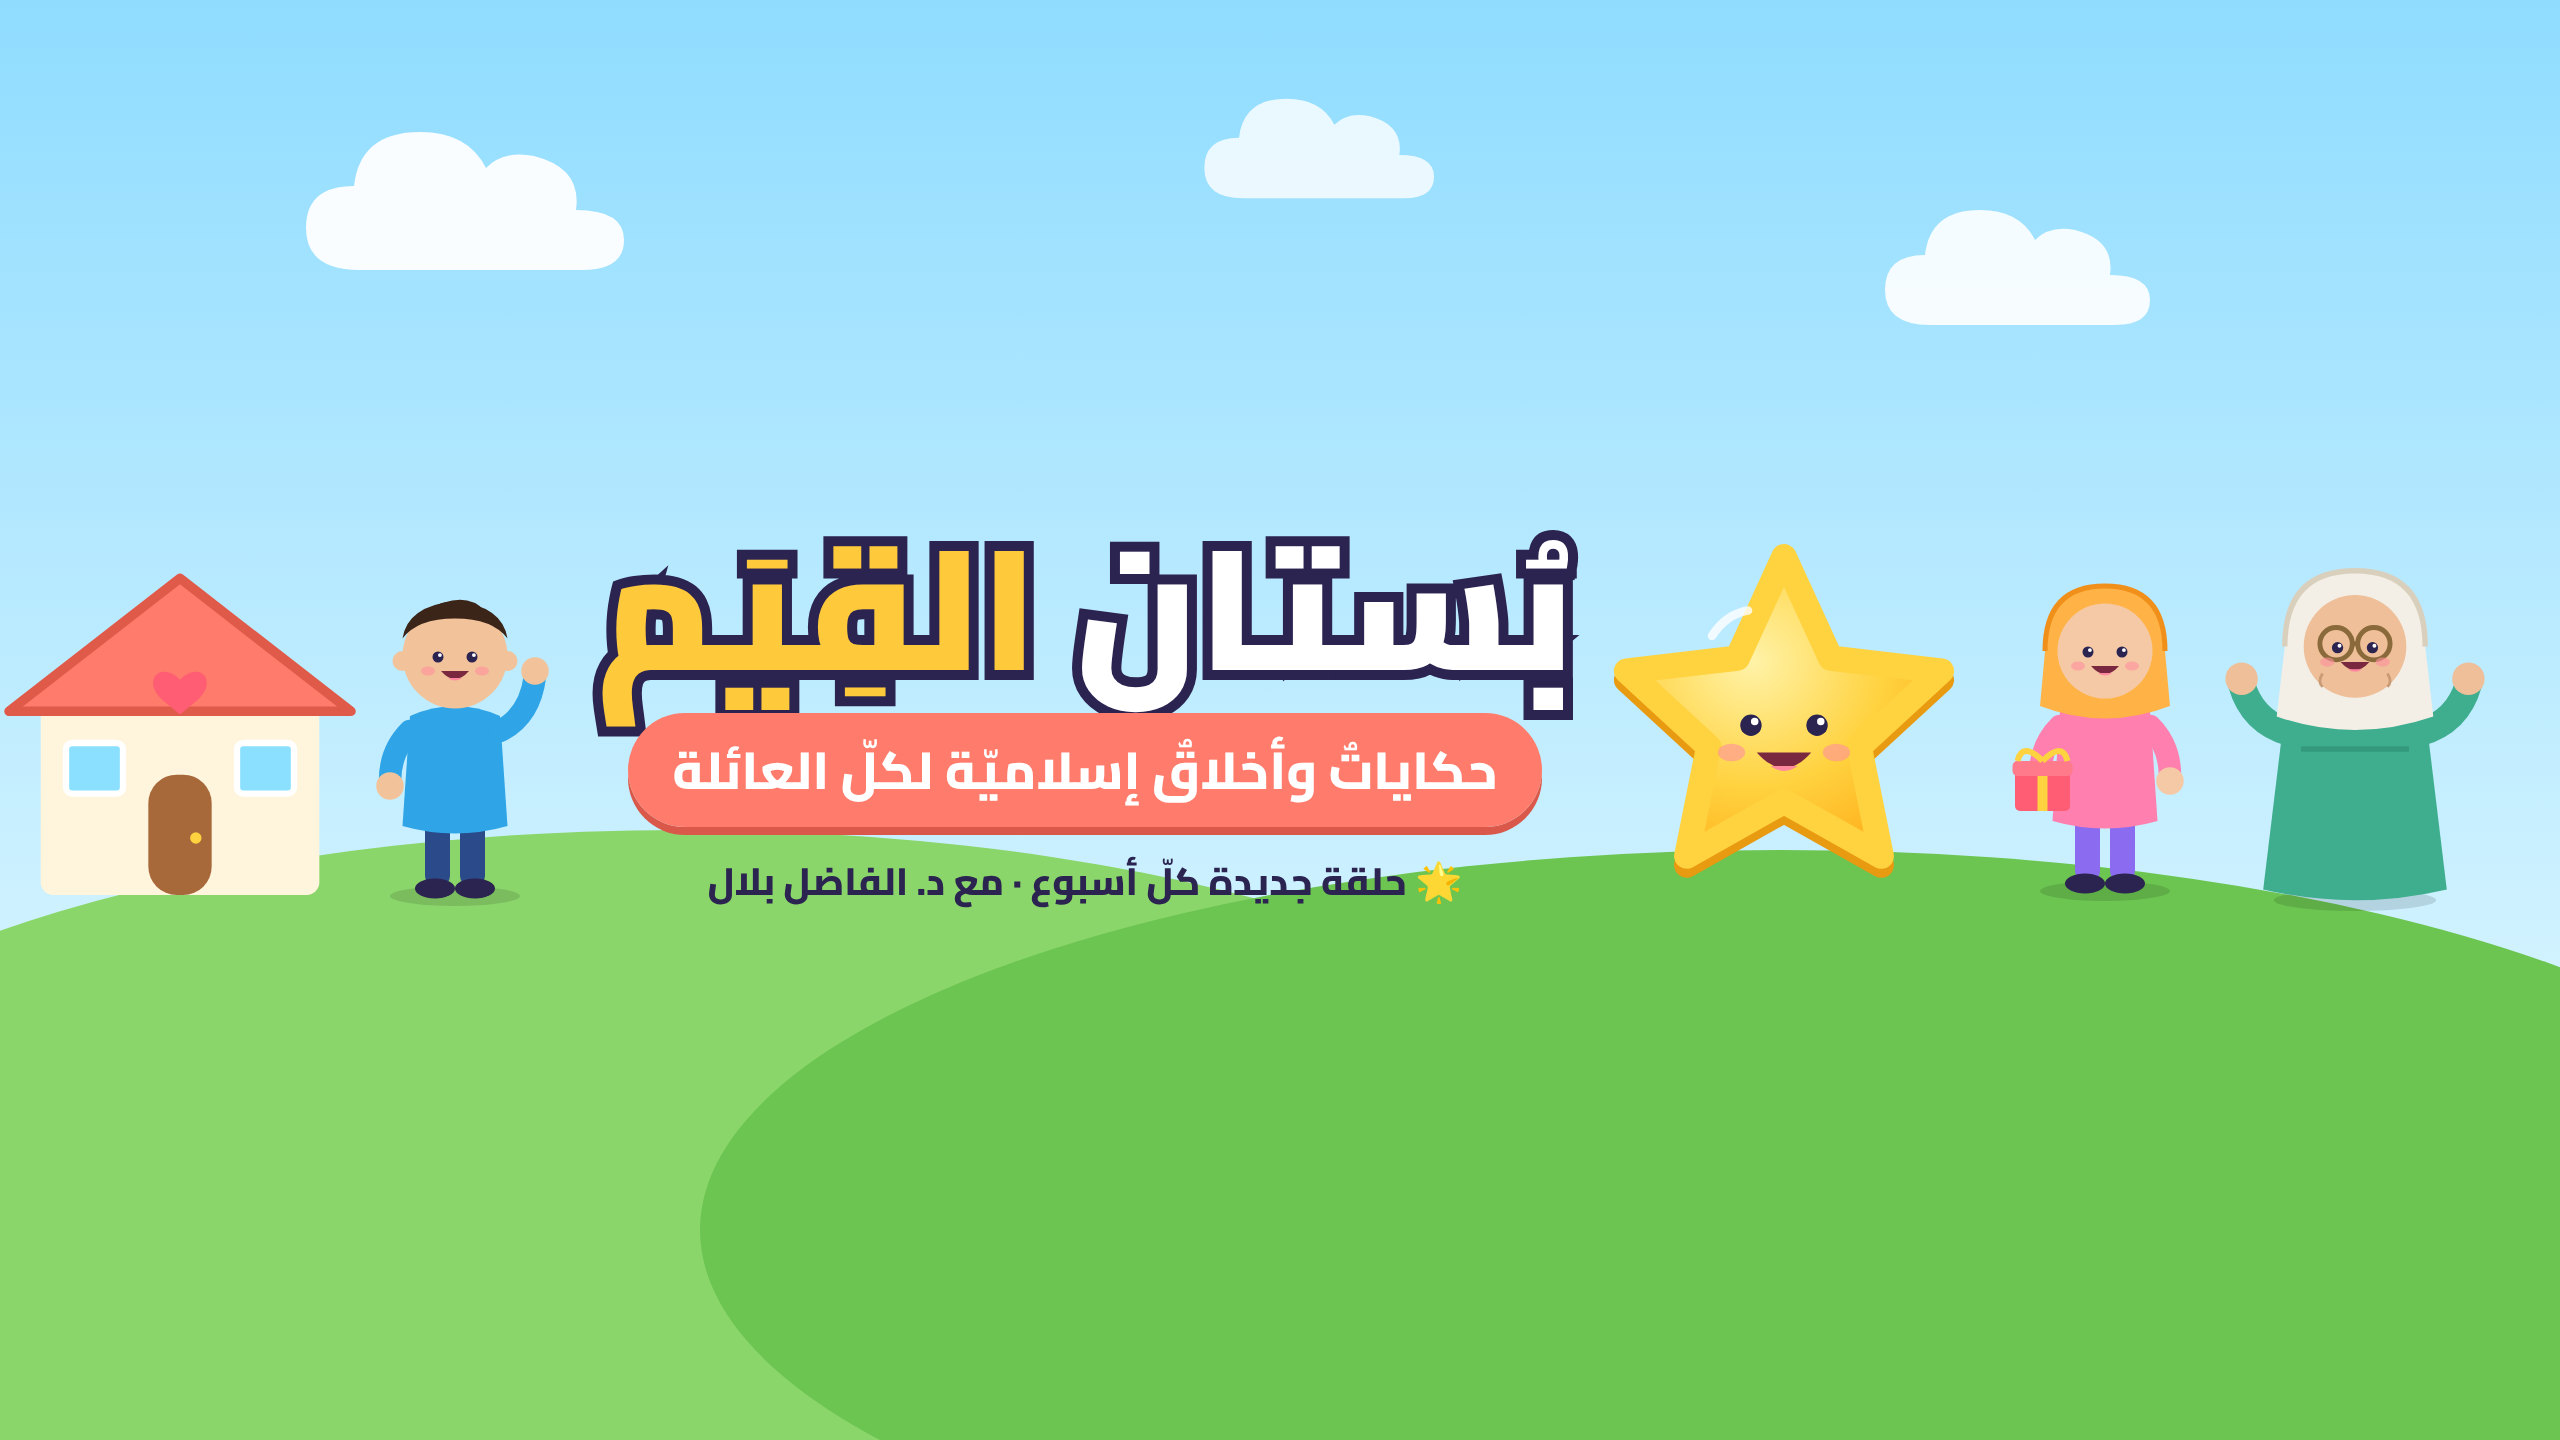 بُستان القِيَم
حكاياتٌ وأخلاقٌ إسلاميّة لكلّ العائلة
🌟 حلقة جديدة كلّ أسبوع · مع د. الفاضل بلال